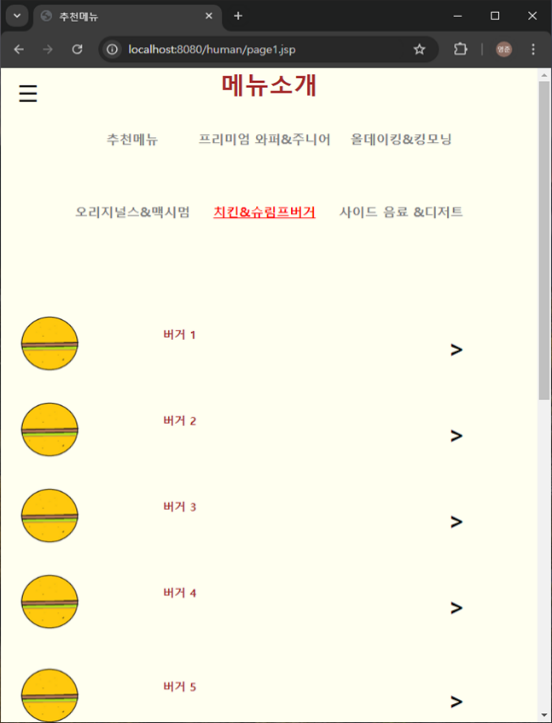 추천메뉴
localhost:8080/human/page1.jsp
메뉴소개
추천메뉴 프리미엄 와퍼&주니어 올데이킹&킹모닝
오리지널스&맥시멈 치킨&슈림프버거 사이드 음료 &디저트
버거 1
>
버거 2
>
버거 3
>
버거 4
>
버거 5
>